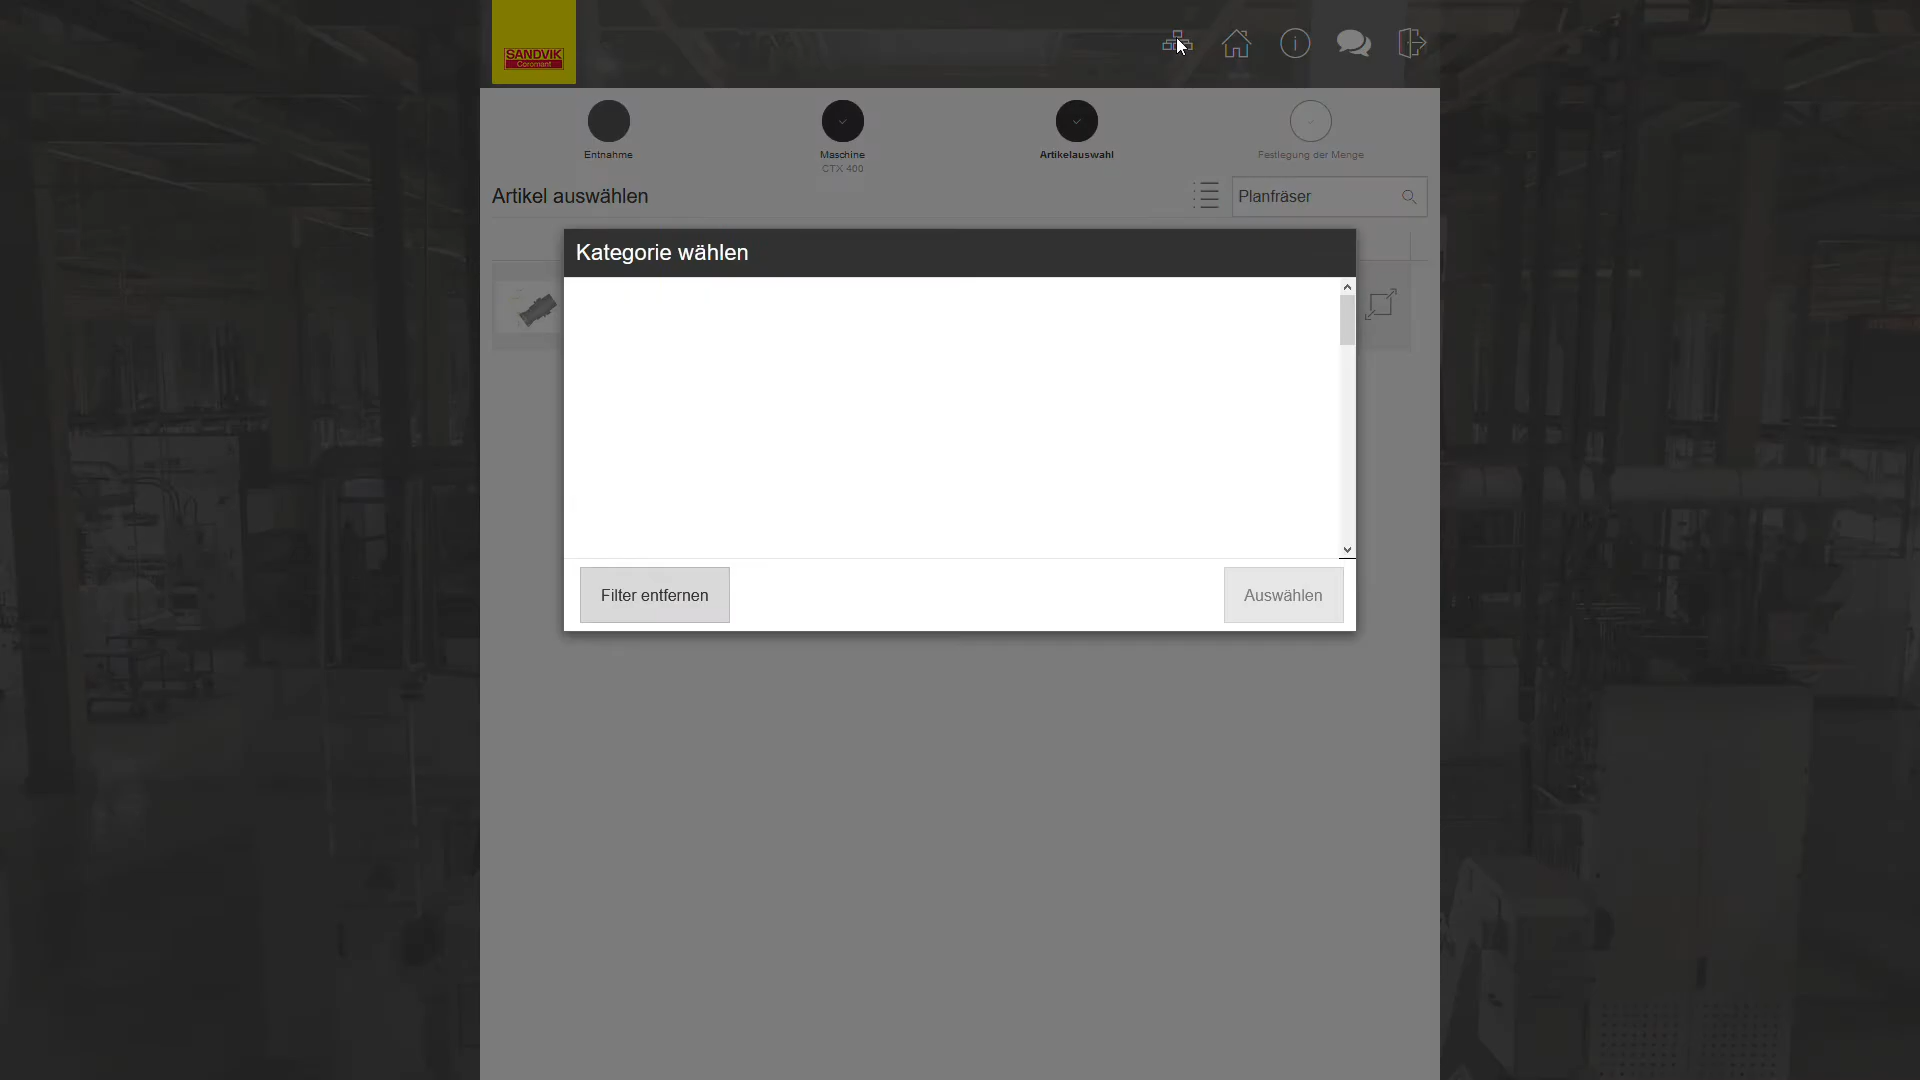 SANDVIK
Coromant
Entnahme
Maschine
CTX 400
Artikelauswahl
Festlegung der Menge
Artikel auswählen
Planfräser
Kategorie wählen
Filter entfernen
Auswählen